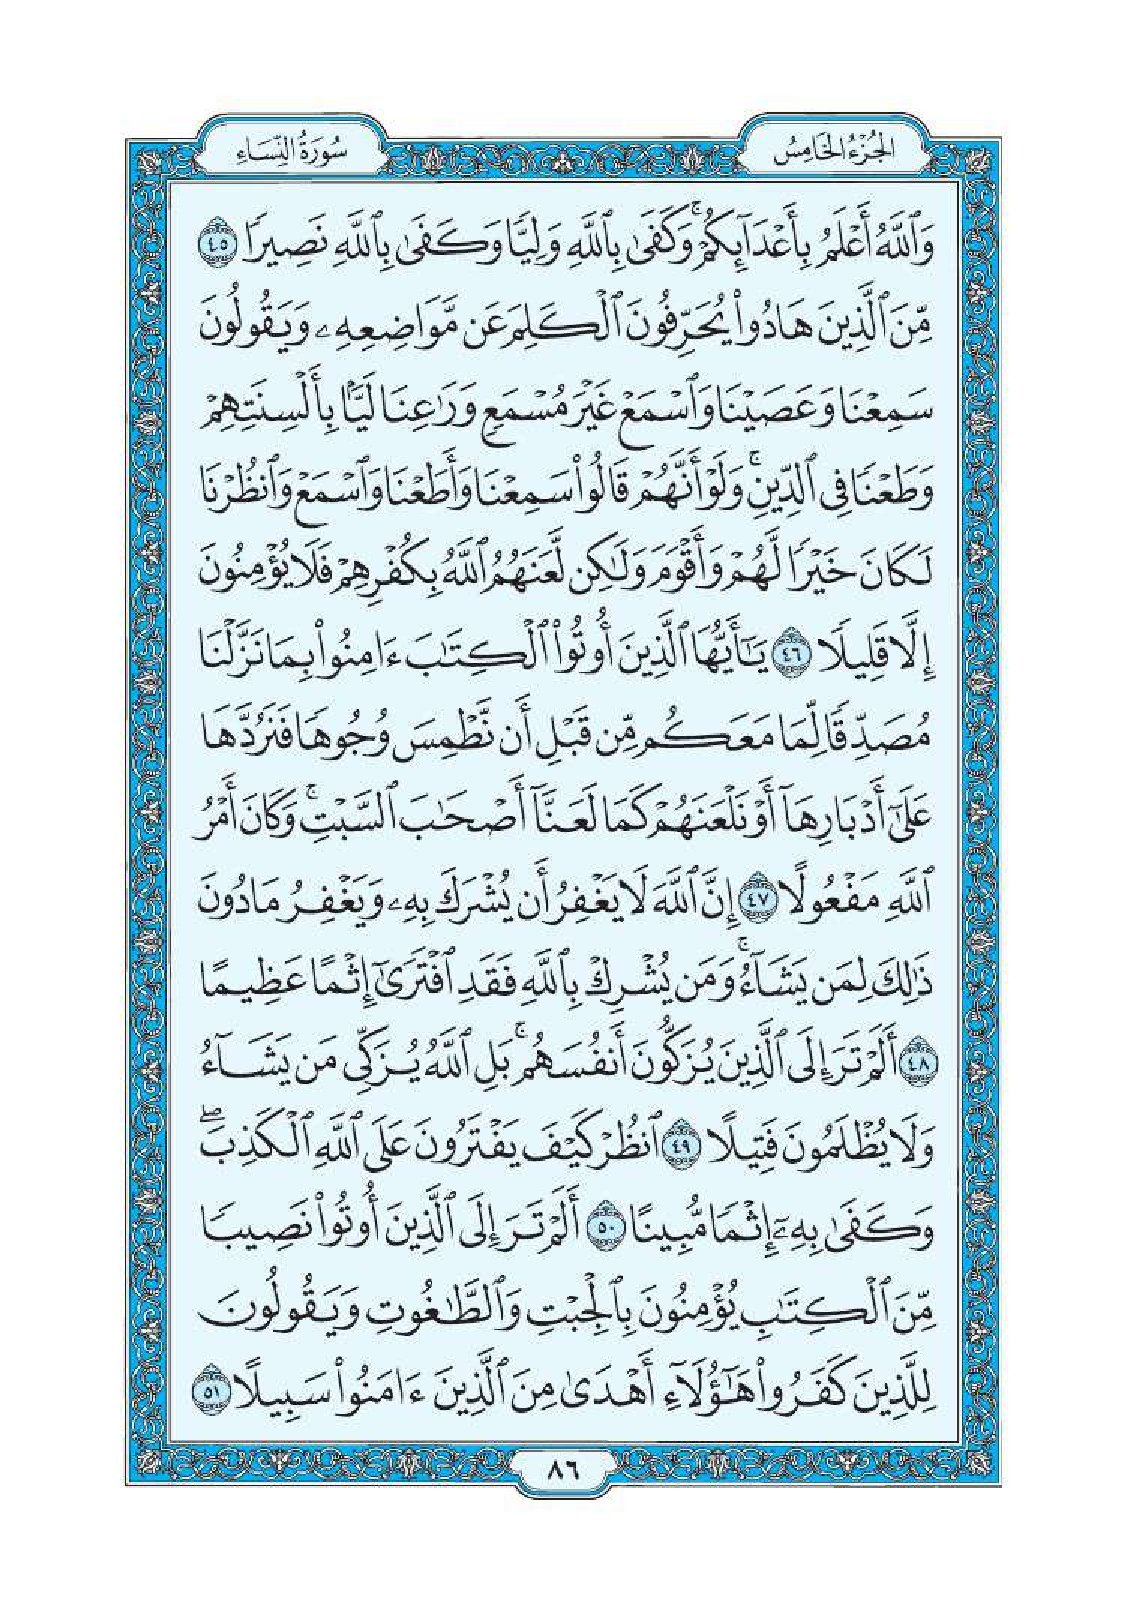 الجُزْءُ الخَامِسُ
سُورَةُ النِّسَاءِ
وَٱللَّهُ أَعْلَمُ بِأَعْدَآئِكُمْۚ وَكَفَىٰ بِٱللَّهِ وَلِيًّا وَكَفَىٰ بِٱللَّهِ نَصِيرًا ٤٥
مِّنَ ٱلَّذِينَ هَادُوا۟ يُحَرِّفُونَ ٱلْكَلِمَ عَن مَّوَاضِعِهِۦ وَيَقُولُونَ
سَمِعْنَا وَعَصَيْنَا وَٱسْمَعْ غَيْرَ مُسْمَعٍ وَرَٰعِنَا لَيًّۢا بِأَلْسِنَتِهِمْ
وَطَعْنًا فِى ٱلدِّينِۚ وَلَوْ أَنَّهُمْ قَالُوا۟ سَمِعْنَا وَأَطَعْنَا وَٱسْمَعْ وَٱنظُرْنَا
لَكَانَ خَيْرًا لَّهُمْ وَأَقْوَمَ وَلَٰكِن لَّعَنَهُمُ ٱللَّهُ بِكُفْرِهِمْ فَلَا يُؤْمِنُونَ
إِلَّا قَلِيلًا ٤٦ يَٰٓأَيُّهَا ٱلَّذِينَ أُوتُوا۟ ٱلْكِتَٰبَ ءَامِنُوا۟ بِمَا نَزَّلْنَا
مُصَدِّقًا لِّمَا مَعَكُم مِّن قَبْلِ أَن نَّطْمِسَ وُجُوهًا فَنَرُدَّهَا
عَلَىٰٓ أَدْبَارِهَآ أَوْ نَلْعَنَهُمْ كَمَا لَعَنَّآ أَصْحَٰبَ ٱلسَّبْتِۚ وَكَانَ أَمْرُ
ٱللَّهِ مَفْعُولًا ٤٧ إِنَّ ٱللَّهَ لَا يَغْفِرُ أَن يُشْرَكَ بِهِۦ وَيَغْفِرُ مَا دُونَ
ذَٰلِكَ لِمَن يَشَآءُۚ وَمَن يُشْرِكْ بِٱللَّهِ فَقَدِ ٱفْتَرَىٰٓ إِثْمًا عَظِيمًا
٤٨ أَلَمْ تَرَ إِلَى ٱلَّذِينَ يُزَكُّونَ أَنفُسَهُمۚ بَلِ ٱللَّهُ يُزَكِّى مَن يَشَآءُ
وَلَا يُظْلَمُونَ فَتِيلًا ٤٩ ٱنظُرْ كَيْفَ يَفْتَرُونَ عَلَى ٱللَّهِ ٱلْكَذِبَۖ
وَكَفَىٰ بِهِۦٓ إِثْمًا مُّبِينًا ٥٠ أَلَمْ تَرَ إِلَى ٱلَّذِينَ أُوتُوا۟ نَصِيبًا
مِّنَ ٱلْكِتَٰبِ يُؤْمِنُونَ بِٱلْجِبْتِ وَٱلطَّٰغُوتِ وَيَقُولُونَ
لِلَّذِينَ كَفَرُوا۟ هَٰٓؤُلَآءِ أَهْدَىٰ مِنَ ٱلَّذِينَ ءَامَنُوا۟ سَبِيلًا ٥١
٨٦